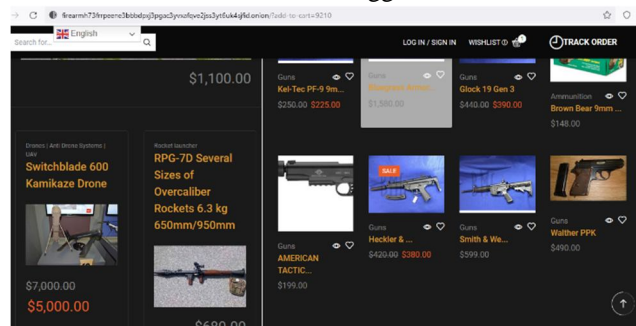 English
Search for...
LOG IN / SIGN IN
WISHLIST
TRACK ORDER
$1,100.00
Guns
Kel-Tec PF-9 9m...
$250.00 $225.00
Guns
$1,580.00
Guns
Glock 19 Gen 3
$440.00 $390.00
Ammunition
Brown Bear 9mm ...
$148.00
Drones | Anti Drone Systems |
UAV
Switchblade 600
Kamikaze Drone
$7,000.00
$5,000.00
Rocket launcher
RPG-7D Several
Sizes of
Overcaliber
Rockets 6.3 kg
650mm/950mm
Guns
AMERICAN
TACTIC...
$199.00
SALE
Guns
Heckler & ...
$420.00 $380.00
Guns
Smith & We...
$599.00
Guns
Walther PPK
$490.00